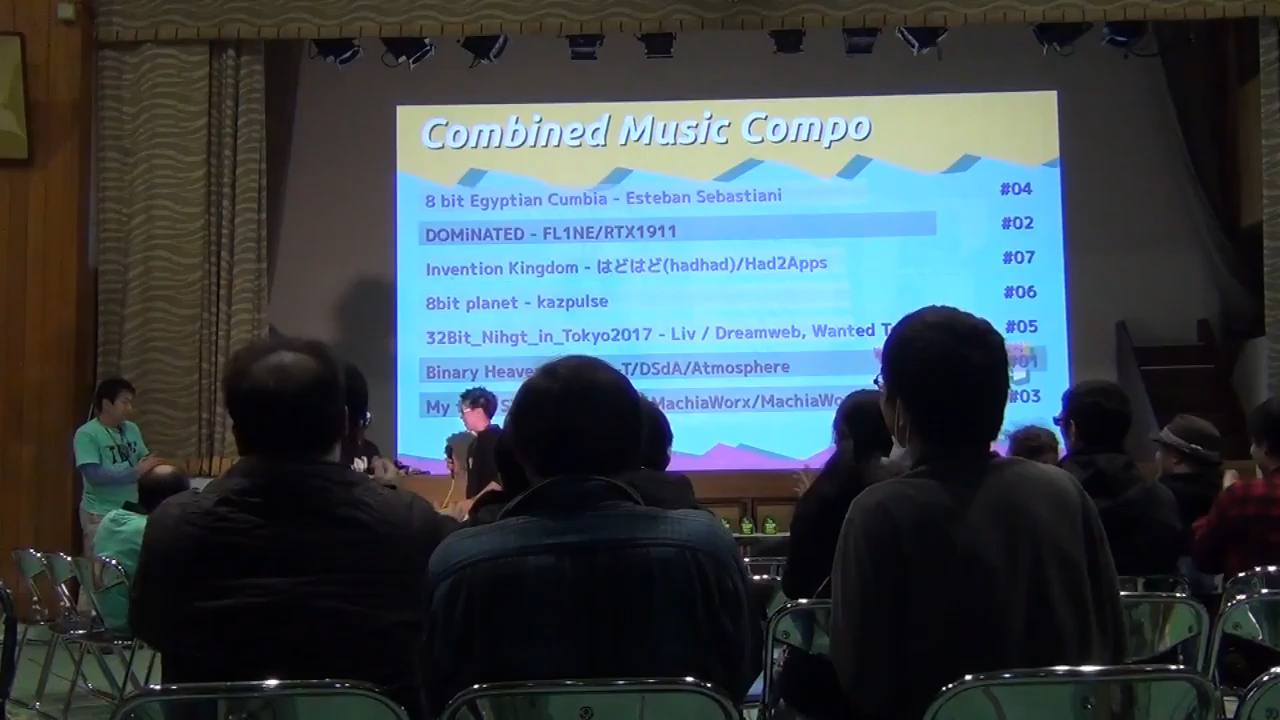 Combined Music Compo
8 bit Egyptian Cumbia - Esteban Sebastiani #04
DOMiNATED - FL1NE/RTX1911 #02
Invention Kingdom - はどはど(hadhad)/Had2Apps #07
8bit planet - kazpulse #06
32Bit_Nihgt_in_Tokyo2017 - Liv / Dreamweb, Wanted #05
Binary T/DSdA/Atmosphere #01
My MachiaWorx/ #03